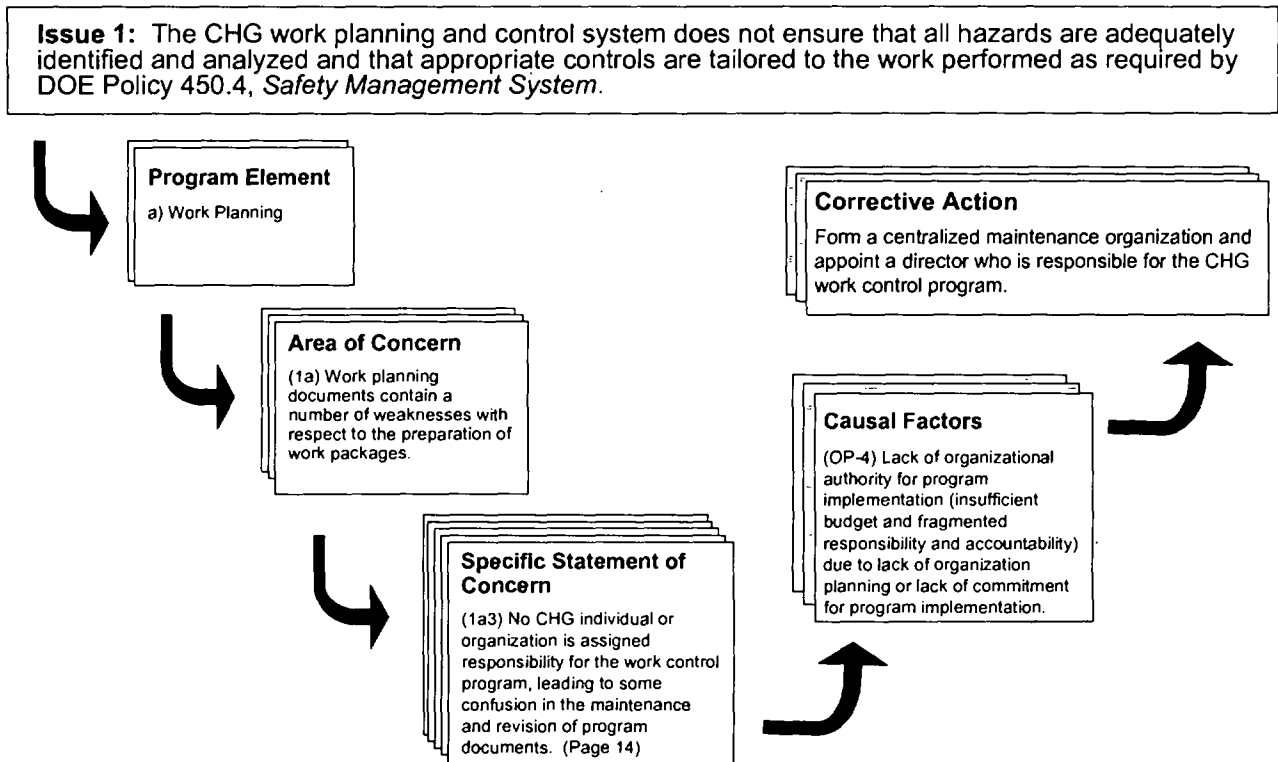 Issue 1: The CHG work planning and control system does not ensure that all hazards are adequately
identified and analyzed and that appropriate controls are tailored to the work performed as required by
DOE Policy 450.4, Safety Management System.
Program Element
a) Work Planning
Area of Concern
(1a) Work planning
documents contain a
number of weaknesses with
respect to the preparation of
work packages.
Specific Statement of
Concern
(1a3) No CHG individual or
organization is assigned
responsibility for the work control
program, leading to some
confusion in the maintenance
and revision of program
documents. (Page 14)
Causal Factors
(OP-4) Lack of organizational
authority for program
implementation (insufficient
budget and fragmented
responsibility and accountability)
due to lack of organization
planning or lack of commitment
for program implementation.
Corrective Action
Form a centralized maintenance organization and
appoint a director who is responsible for the CHG
work control program.